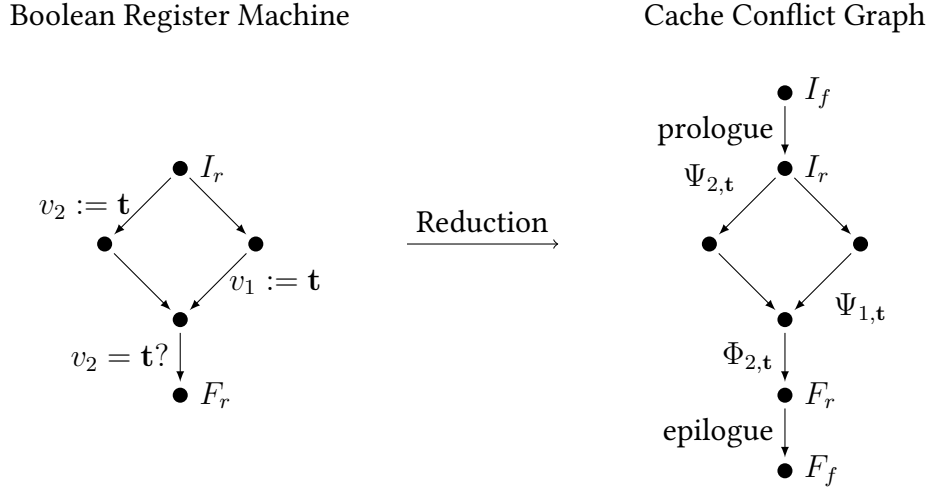 Boolean Register Machine
Cache Conflict Graph
I_f
prologue
I_r
I_r
Ψ_{2,t}
v_2 := t
Reduction
v_1 := t
Ψ_{1,t}
v_2 = t?
Φ_{2,t}
F_r
F_r
epilogue
F_f